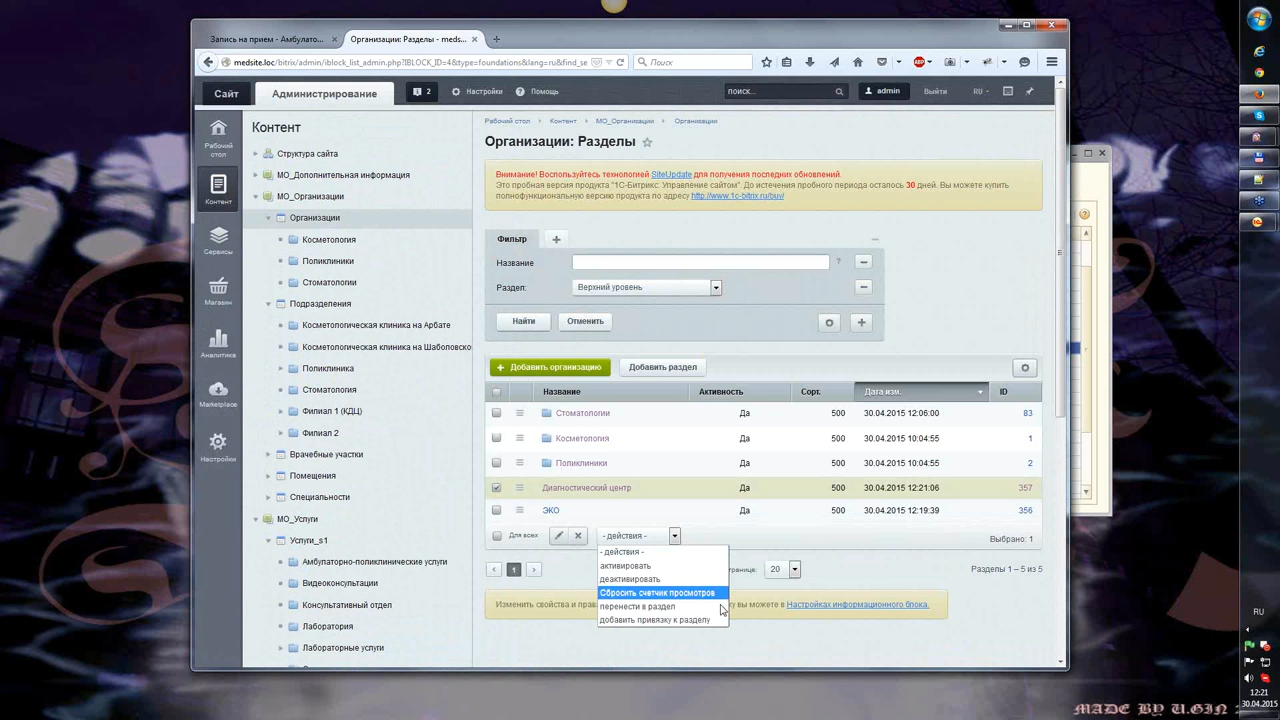 Запись на прием - Амбулато...
Организации: Разделы - meds...
medsite.loc/bitrix/admin/iblock_list_admin.php?IBLOCK_ID=4&type=foundations&lang=ru&find_se
Поиск
ABP
Сайт
Администрирование
2
Настройки
Помощь
поиск...
admin
Выйти
RU
Рабочий стол
Контент
Сервисы
Магазин
Аналитика
Marketplace
Настройки
Контент
Структура сайта
МО_Дополнительная информация
МО_Организации
Организации
Косметология
Поликлиники
Стоматологии
Подразделения
Косметологическая клиника на Арбате
Косметологическая клиника на Шаболовско
Поликлиника
Стоматология
Филиал 1 (КДЦ)
Филиал 2
Врачебные участки
Помещения
Специальности
МО_Услуги
Услуги_s1
Амбулаторно-поликлинические услуги
Видеоконсультации
Консультативный отдел
Лаборатория
Лабораторные услуги
Рабочий стол
Контент
МО_Организации
Организации
Организации: Разделы
Внимание! Воспользуйтесь технологией SiteUpdate для получения последних обновлений.
Это пробная версия продукта "1С-Битрикс: Управление сайтом". До истечения пробного периода осталось 30 дней. Вы можете купить
полнофункциональную версию продукта по адресу http://www.1c-bitrix.ru/buy/
Фильтр
Название
?
Раздел:
Верхний уровень
Найти
Отменить
Добавить организацию
Добавить раздел
Название Активность Сорт. Дата изм. ID
Стоматологии Да 500 30.04.2015 12:06:00 83
Косметология Да 500 30.04.2015 10:04:55 1
Поликлиники Да 500 30.04.2015 10:04:55 2
Диагностический центр Да 500 30.04.2015 12:21:06 357
ЭКО Да 500 30.04.2015 12:19:39 356
Для всех
- действия -
Выбрано: 1
- действия -
активировать
деактивировать
Сбросить счетчик просмотров
перенести в раздел
добавить привязку к разделу
1
странице:
20
Разделы 1 – 5 из 5
Изменить свойства и прав
ку вы можете в Настройках информационного блока.
RU
12:21
30.04.2015
MADE BY U.GIN